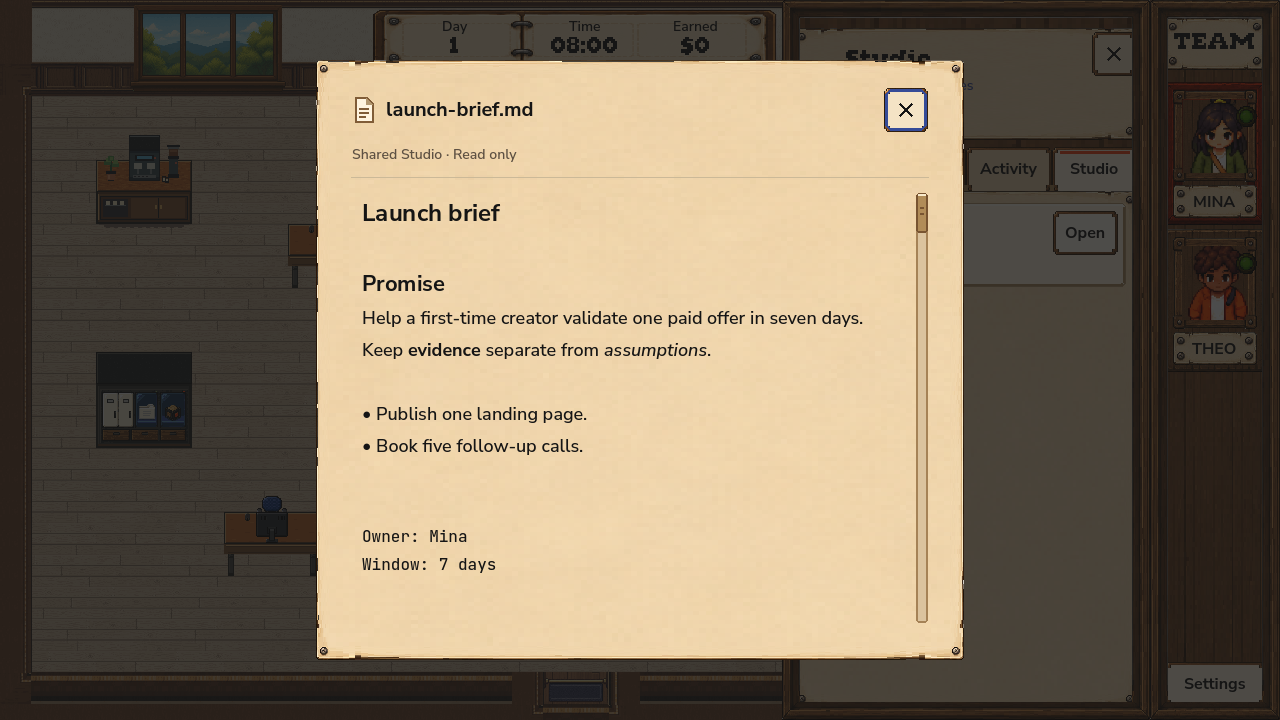 Day
1
Time
08:00
Earned
$0
TEAM
launch-brief.md
Shared Studio · Read only
Launch brief
Promise
Help a first-time creator validate one paid offer in seven days.
Keep evidence separate from assumptions.
• Publish one landing page.
• Book five follow-up calls.
Owner: Mina
Window: 7 days
Studio
Activity
Studio
Open
MINA
THEO
Settings